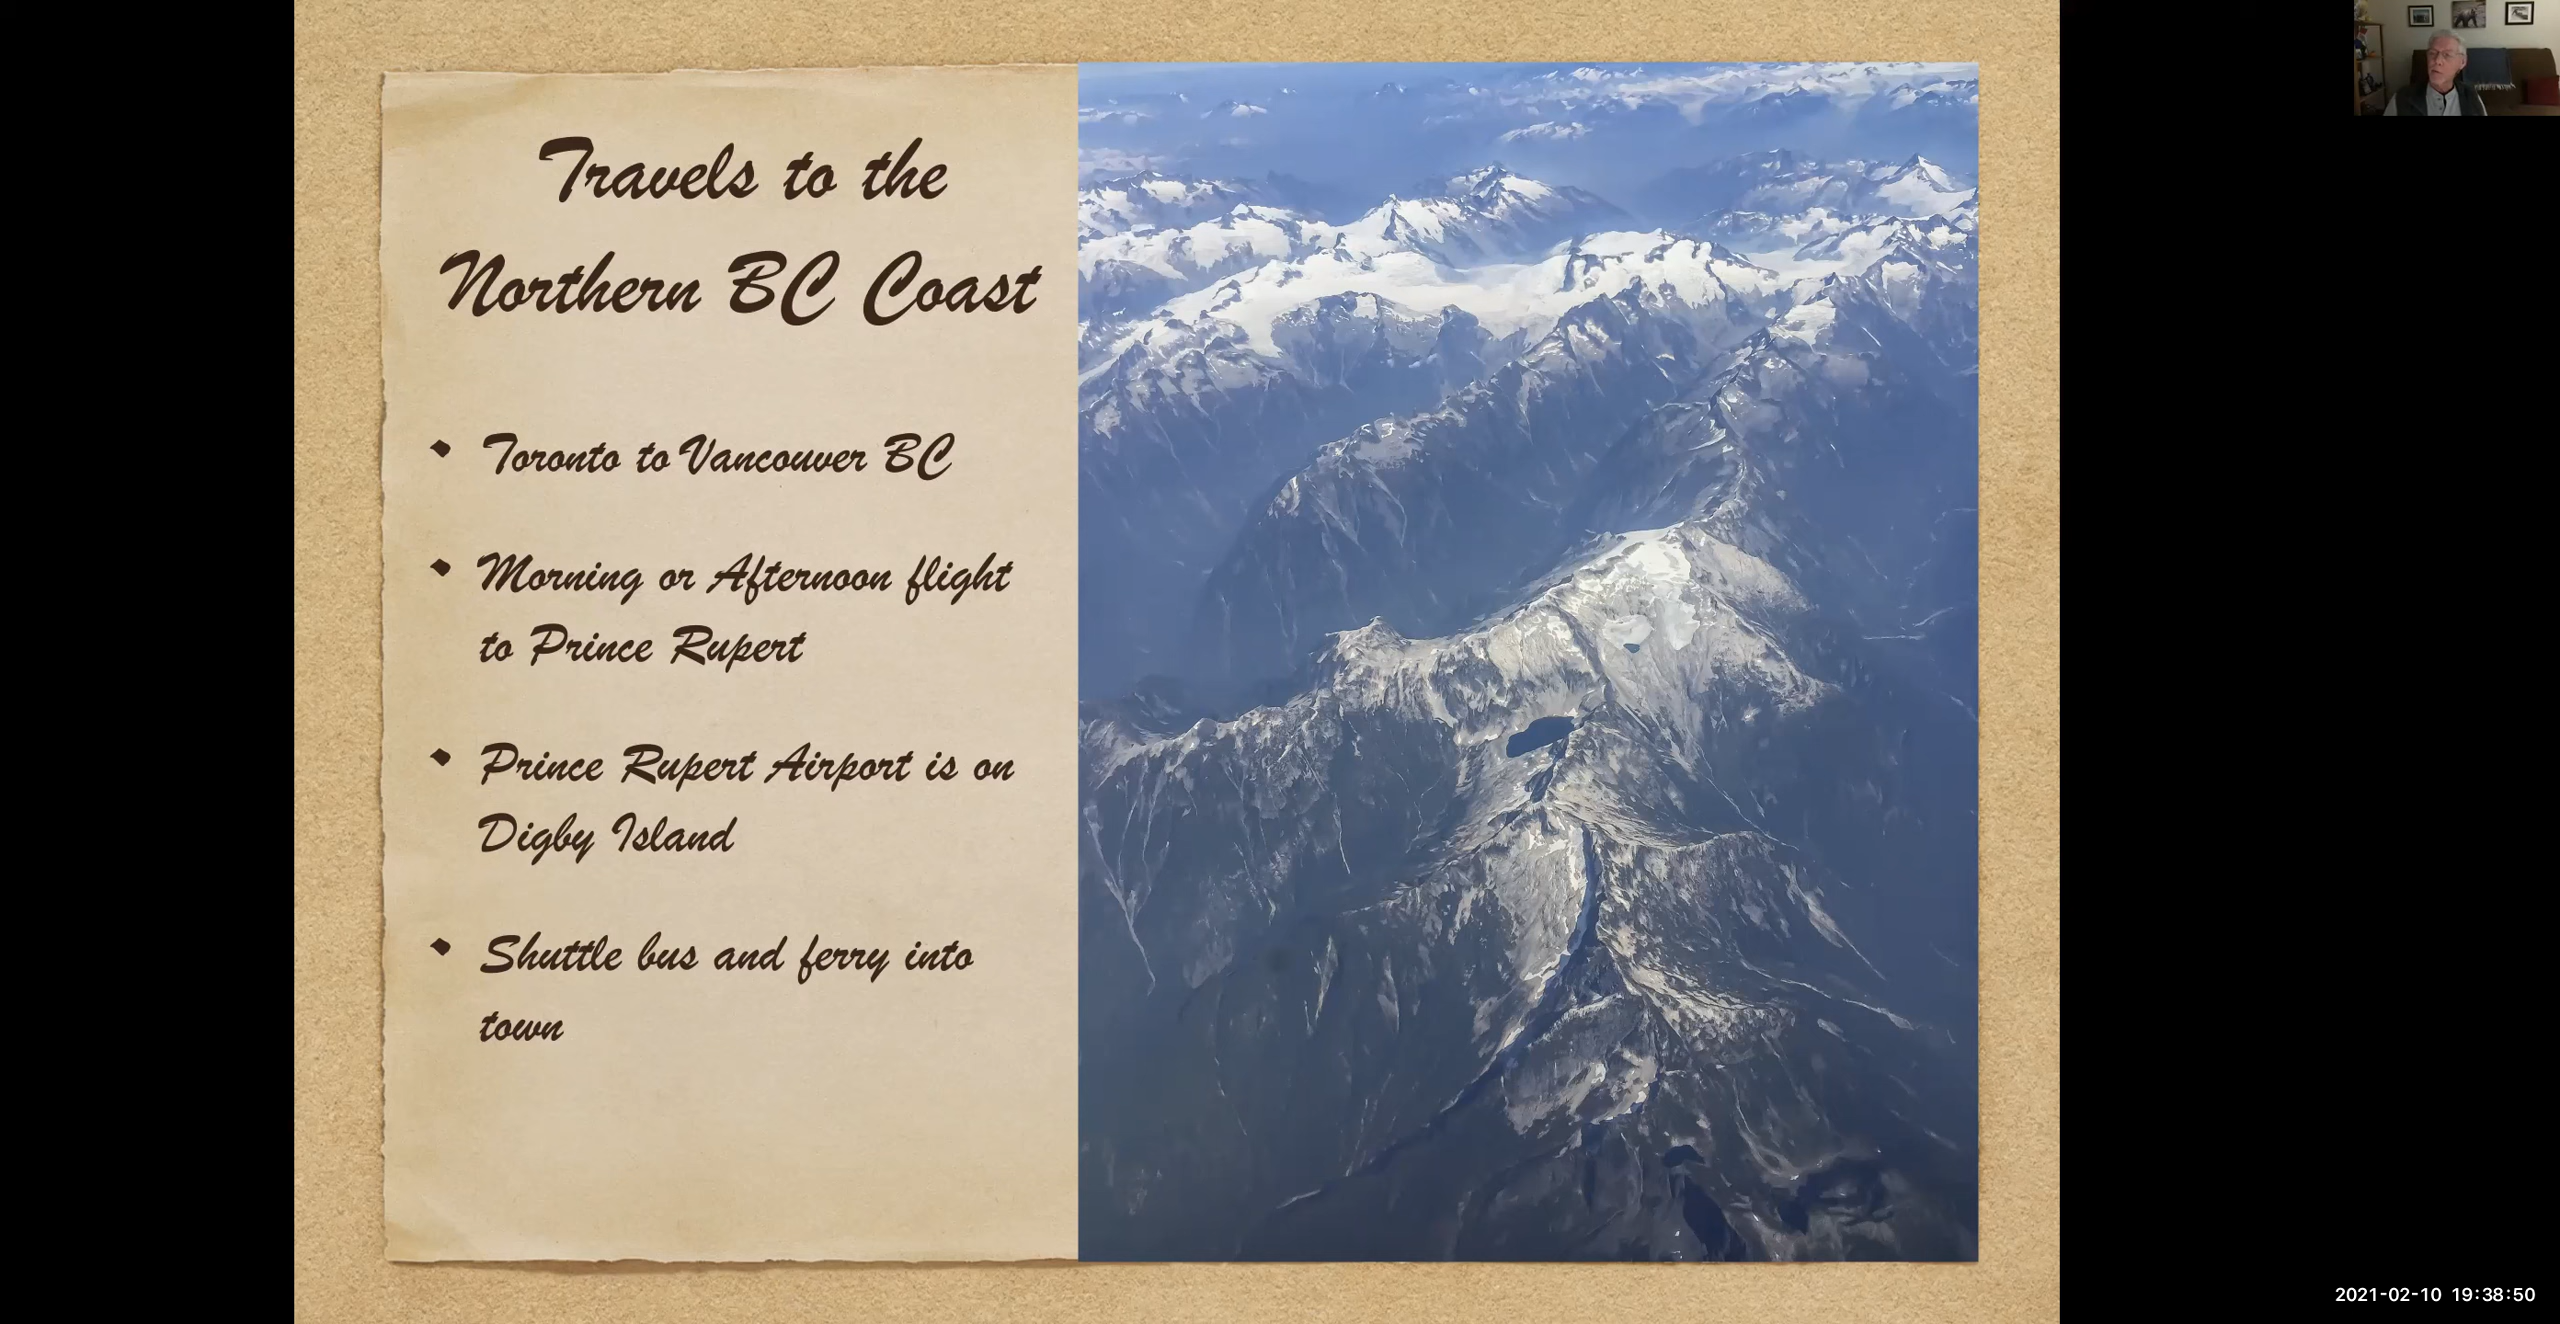 Travels to the
Northern BC Coast
• Toronto to Vancouver BC
• Morning or Afternoon flight
to Prince Rupert
• Prince Rupert Airport is on
Digby Island
• Shuttle bus and ferry into
town
2021-02-10 19:38:50